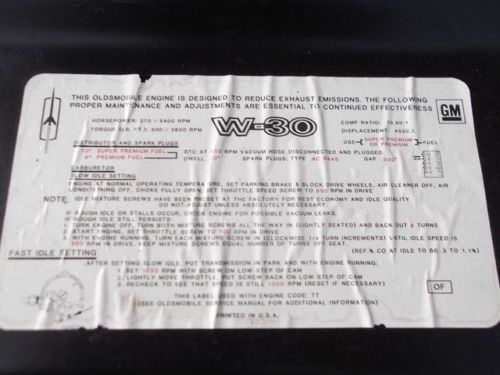 THIS OLDSMOBILE ENGINE IS DESIGNED TO REDUCE EXHAUST EMISSIONS. THE FOLLOWING
PROPER MAINTENANCE AND ADJUSTMENTS ARE ESSENTIAL TO CONTINUED EFFECTIVENESS
HORSEPOWER: 370 @ 5400 RPM
TORQUE (LB. FT.): 500 @ 3600 RPM
W-30
COMP RATIO: 10.50:1
DISPLACEMENT: 455C.I.
GM
USE SUPER PREMIUM OR PREMIUM FUEL
DISTRIBUTOR AND SPARK PLUGS
SUPER PREMIUM FUEL BTC AT RPM VACUUM HOSE DISCONNECTED AND PLUGGED
PREMIUM FUEL DWELL SPARK PLUGS: TYPE AC GAP .030"
CARBURETOR
SLOW IDLE SETTING
ENGINE AT NORMAL OPERATING TEMPERATURE, SET PARKING BRAKE & BLOCK DRIVE WHEELS, AIR CLEANER OFF, AIR
CONDITIONING OFF, CHOKE FULLY OPEN, SET THROTTLE SPEED SCREW TO RPM IN DRIVE
NOTE: IDLE MIXTURE SCREWS HAVE BEEN PRESET AT THE FACTORY FOR BEST ECONOMY AND IDLE QUALITY
DO NOT ADJUST UNLESS ABSOLUTELY NECESSARY.
IF ROUGH IDLE OR STALLS OCCUR, CHECK ENGINE FOR POSSIBLE VACUUM LEAKS.
IF ROUGH IDLE STILL PERSISTS:
1. TURN ENGINE OFF, TURN BOTH MIXTURE SCREWS ALL THE WAY IN (LIGHTLY SEATED) AND BACK OUT TURNS
2. START ENGINE, SET THROTTLE SCREW TO RPM IN DRIVE
WITH ENGINE RUNNING, TURN EACH MIXTURE SCREW IN (CLOCKWISE TURN INCREMENTS) UNTIL IDLE SPEED IS
RPM IN DRIVE, KEEP MIXTURE SCREWS EQUAL NUMBER OF TURNS OF SEAT.
(REF: % CO AT IDLE TO BE .2 TO 1.1%)
FAST IDLE SETTING
AFTER SETTING SLOW IDLE, PUT TRANSMISSION IN PARK AND WITH ENGINE RUNNING:
1. SET RPM WITH SCREW ON LOW STEP OF CAM
2. LIGHTLY MOVE THROTTLE, PUT SCREW BACK ON LOW STEP OF CAM
3. RECHECK TO SEE THAT SPEED IS STILL RPM (RESET IF NECESSARY)
THIS LABEL USED WITH ENGINE CODE: TT
(SEE OLDSMOBILE SERVICE MANUAL FOR ADDITIONAL INFORMATION)
OF
PRINTED IN U.S.A.